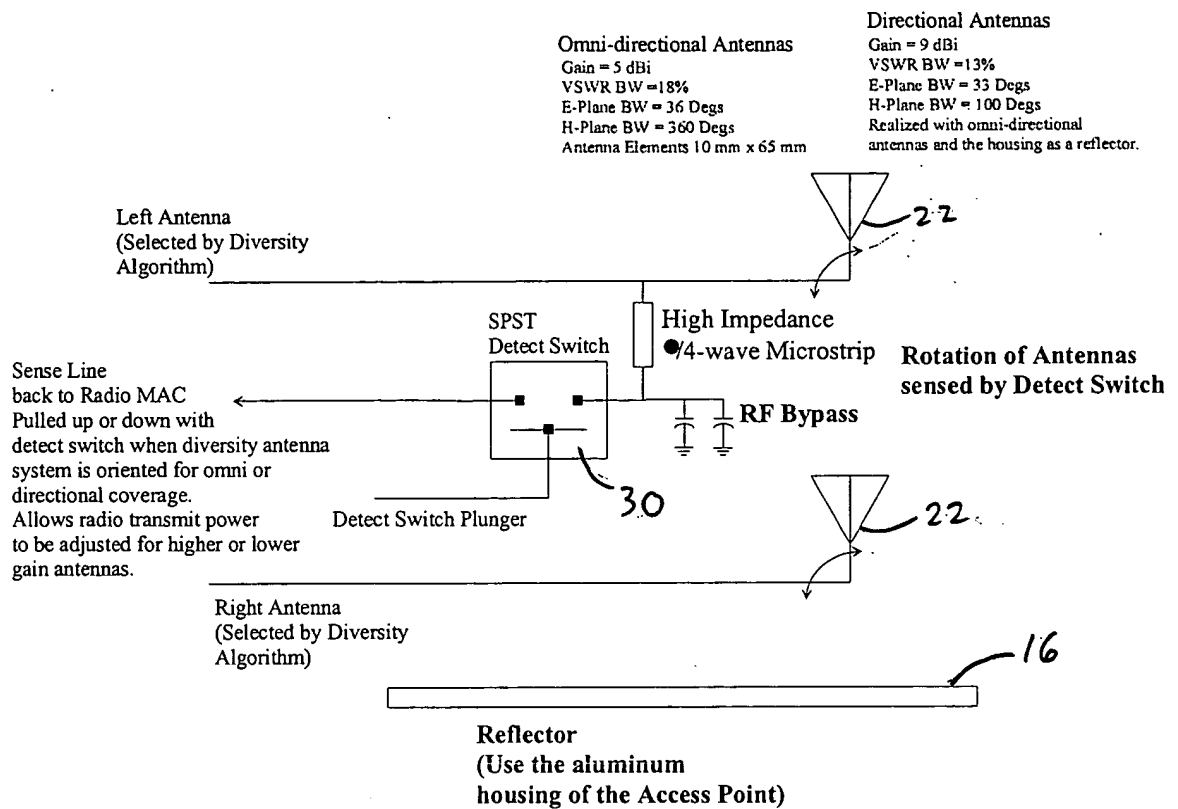 Omni-directional Antennas
Gain = 5 dBi
VSWR BW =18%
E-Plane BW = 36 Degs
H-Plane BW = 360 Degs
Antenna Elements 10 mm x 65 mm
Directional Antennas
Gain = 9 dBi
VSWR BW =13%
E-Plane BW = 33 Degs
H-Plane BW = 100 Degs
Realized with omni-directional
antennas and the housing as a reflector.
Left Antenna
(Selected by Diversity
Algorithm)
22
SPST
Detect Switch
High Impedance
/4-wave Microstrip
Rotation of Antennas
sensed by Detect Switch
Sense Line
back to Radio MAC
Pulled up or down with
detect switch when diversity antenna
system is oriented for omni or
directional coverage.
Allows radio transmit power
to be adjusted for higher or lower
gain antennas.
RF Bypass
30
Detect Switch Plunger
22
Right Antenna
(Selected by Diversity
Algorithm)
16
Reflector
(Use the aluminum
housing of the Access Point)